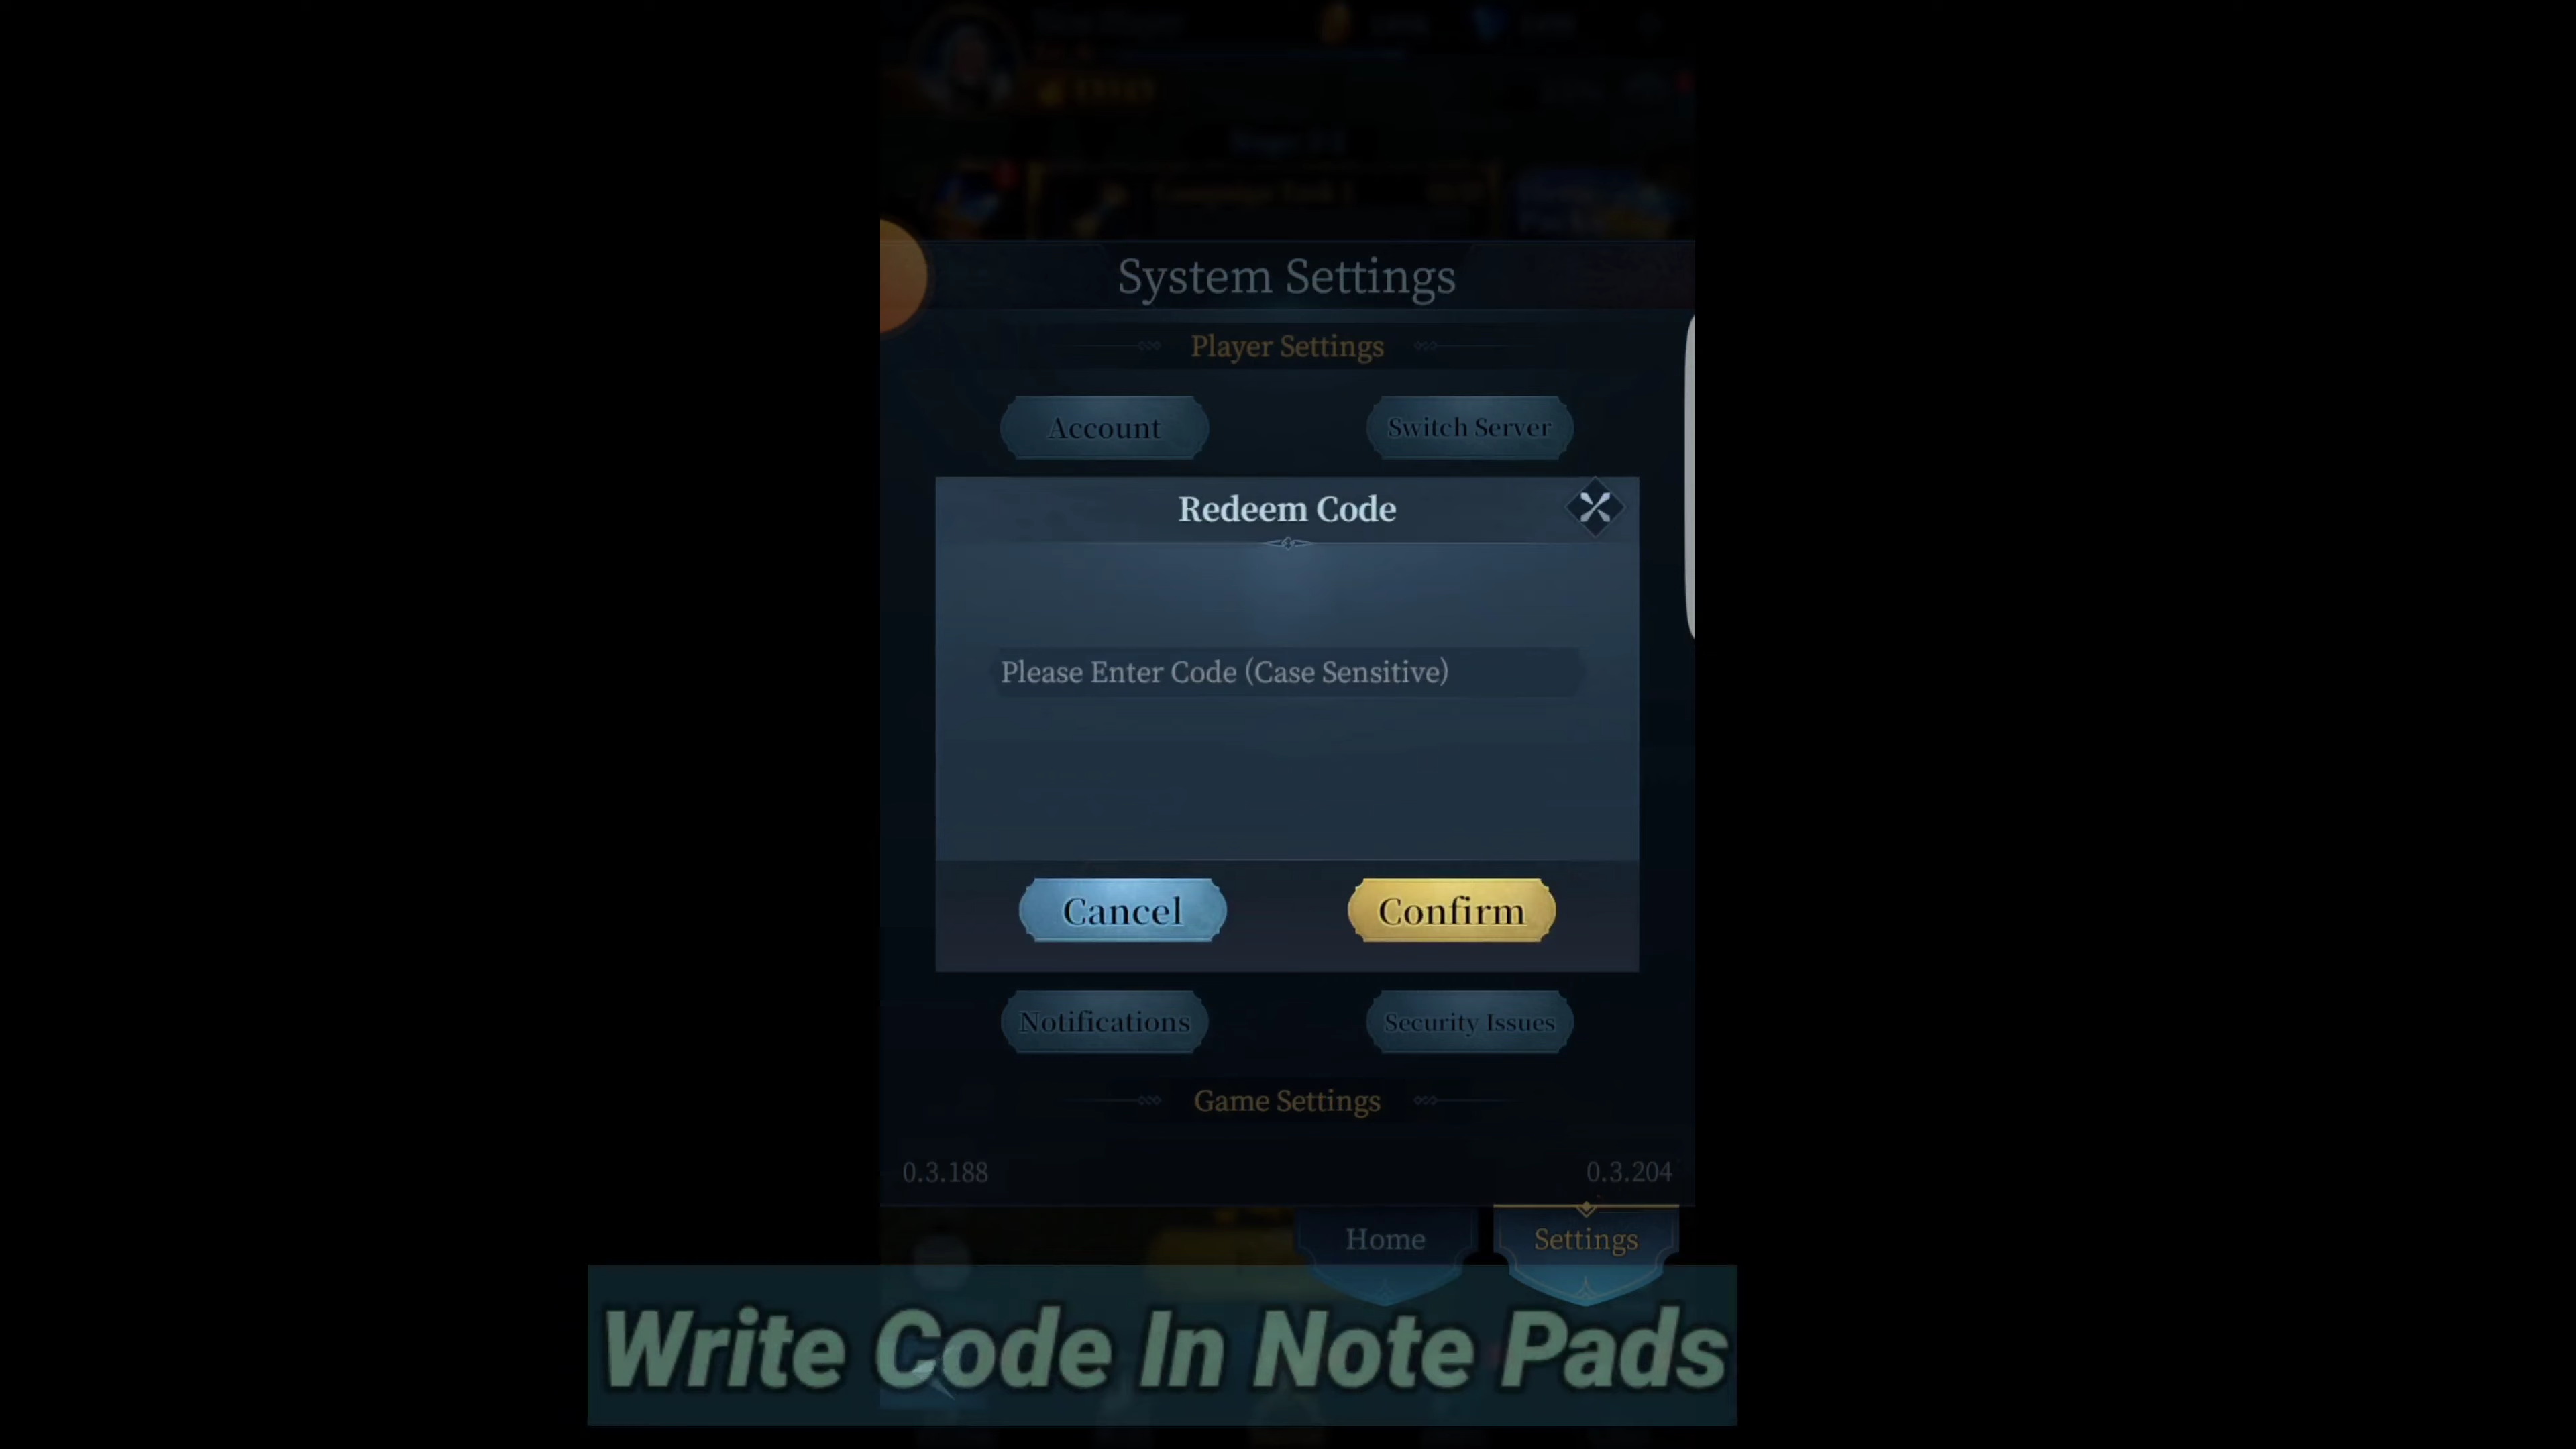 System Settings
Player Settings
Account
Switch Server
Redeem Code
Please Enter Code (Case Sensitive)
Cancel
Confirm
Notifications
Security Issues
Game Settings
0.3.188
0.3.204
Home
Settings
Write Code In Note Pads